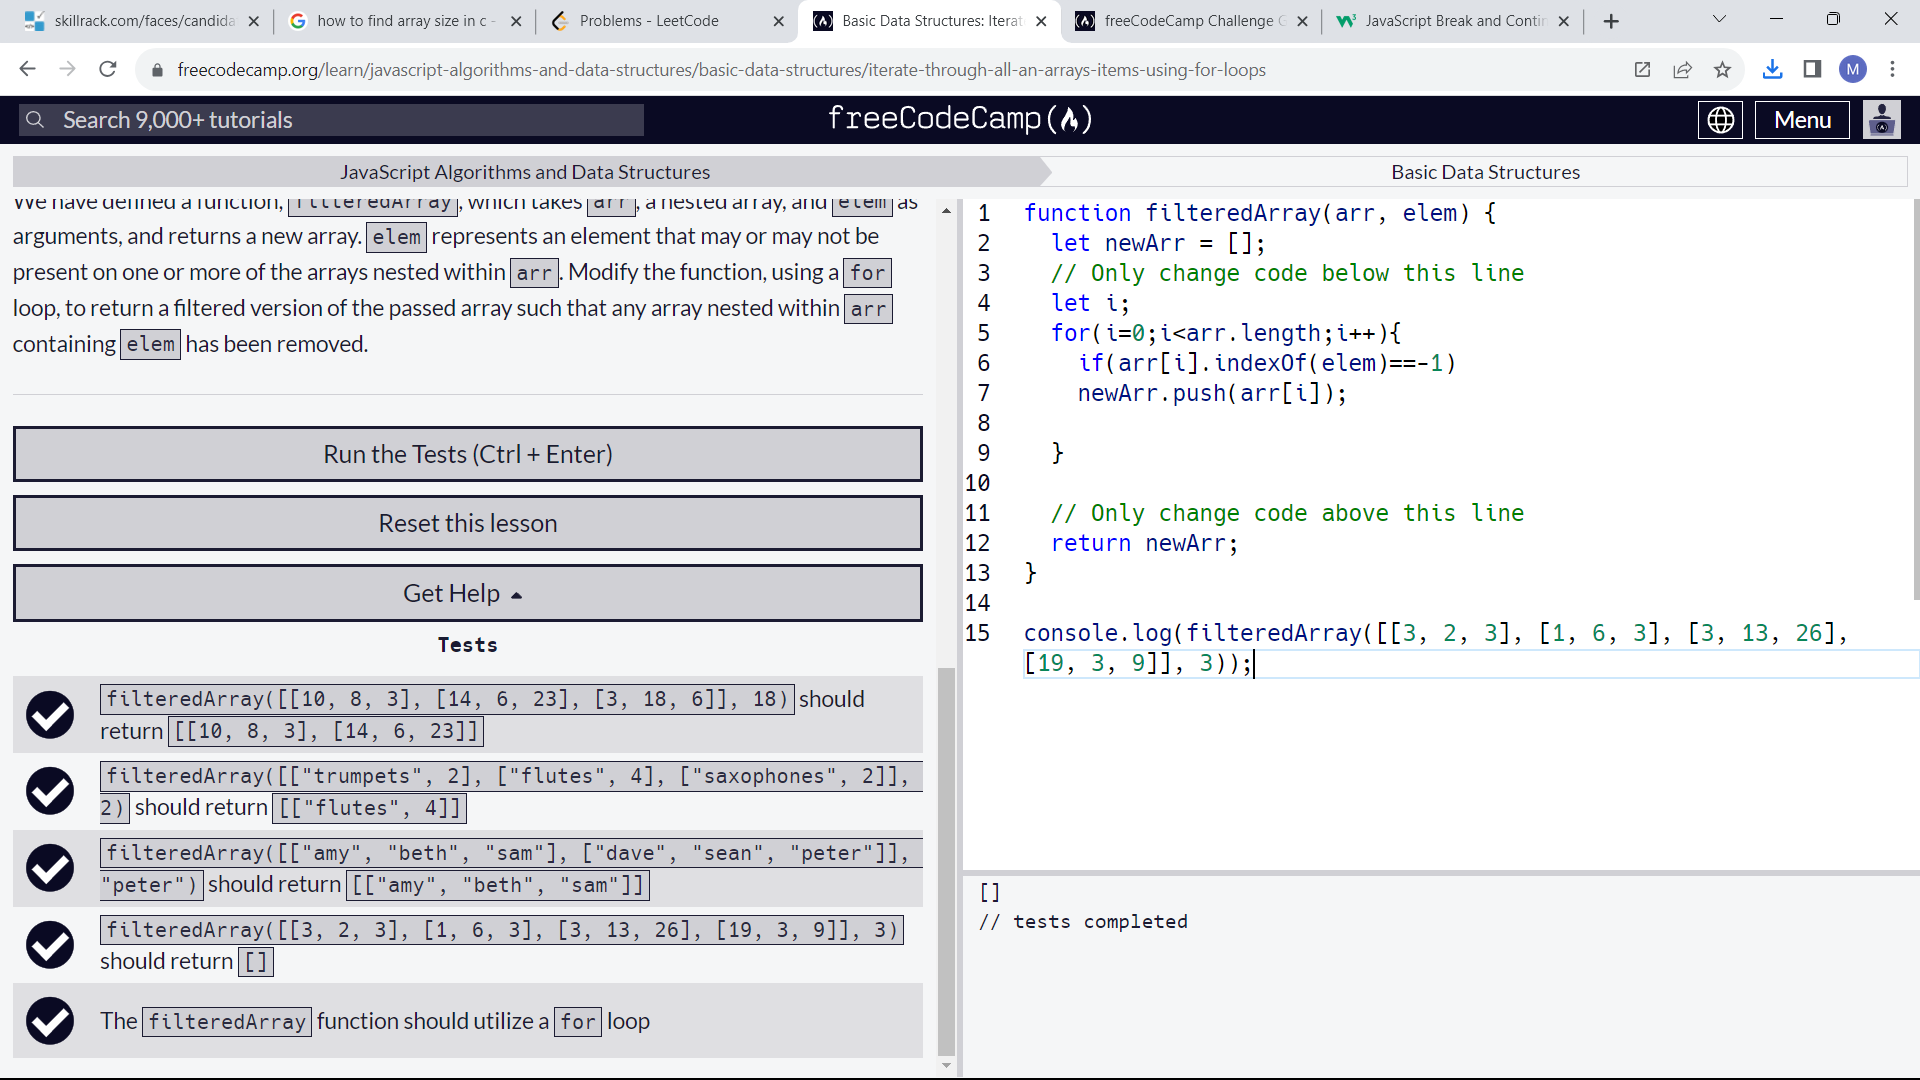 skillrack.com/faces/candida
how to find array size in c -
Problems - LeetCode
Basic Data Structures: Iterat
freeCodeCamp Challenge G
JavaScript Break and Contin
freecodecamp.org/learn/javascript-algorithms-and-data-structures/basic-data-structures/iterate-through-all-an-arrays-items-using-for-loops
M
Search 9,000+ tutorials
freeCodeCamp
Menu
JavaScript Algorithms and Data Structures
Basic Data Structures
We have defined a function, filteredArray, which takes arr, a nested array, and elem as
arguments, and returns a new array. elem represents an element that may or may not be
present on one or more of the arrays nested within arr. Modify the function, using a for
loop, to return a filtered version of the passed array such that any array nested within arr
containing elem has been removed.
Run the Tests (Ctrl + Enter)
Reset this lesson
Get Help
Tests
filteredArray([[10, 8, 3], [14, 6, 23], [3, 18, 6]], 18) should
return [[10, 8, 3], [14, 6, 23]]
filteredArray([["trumpets", 2], ["flutes", 4], ["saxophones", 2]],
2) should return [["flutes", 4]]
filteredArray([["amy", "beth", "sam"], ["dave", "sean", "peter"]],
"peter") should return [["amy", "beth", "sam"]]
filteredArray([[3, 2, 3], [1, 6, 3], [3, 13, 26], [19, 3, 9]], 3)
should return []
The filteredArray function should utilize a for loop
1 function filteredArray(arr, elem) {
2 let newArr = [];
3 // Only change code below this line
4 let i;
5 for(i=0;i<arr.length;i++){
6 if(arr[i].indexOf(elem)==-1)
7 newArr.push(arr[i]);
8
9 }
10
11 // Only change code above this line
12 return newArr;
13 }
14
15 console.log(filteredArray([[3, 2, 3], [1, 6, 3], [3, 13, 26],
[19, 3, 9]], 3));
[]
// tests completed